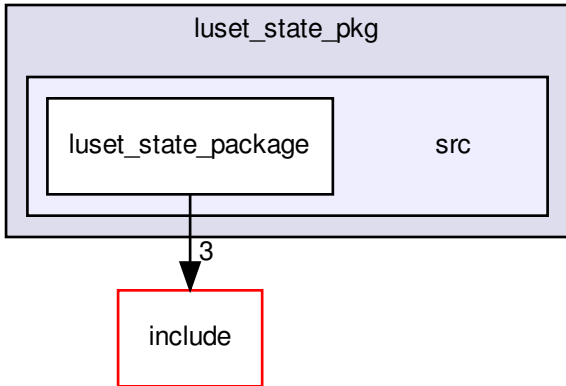 luset_state_pkg
luset_state_package
src
3
include